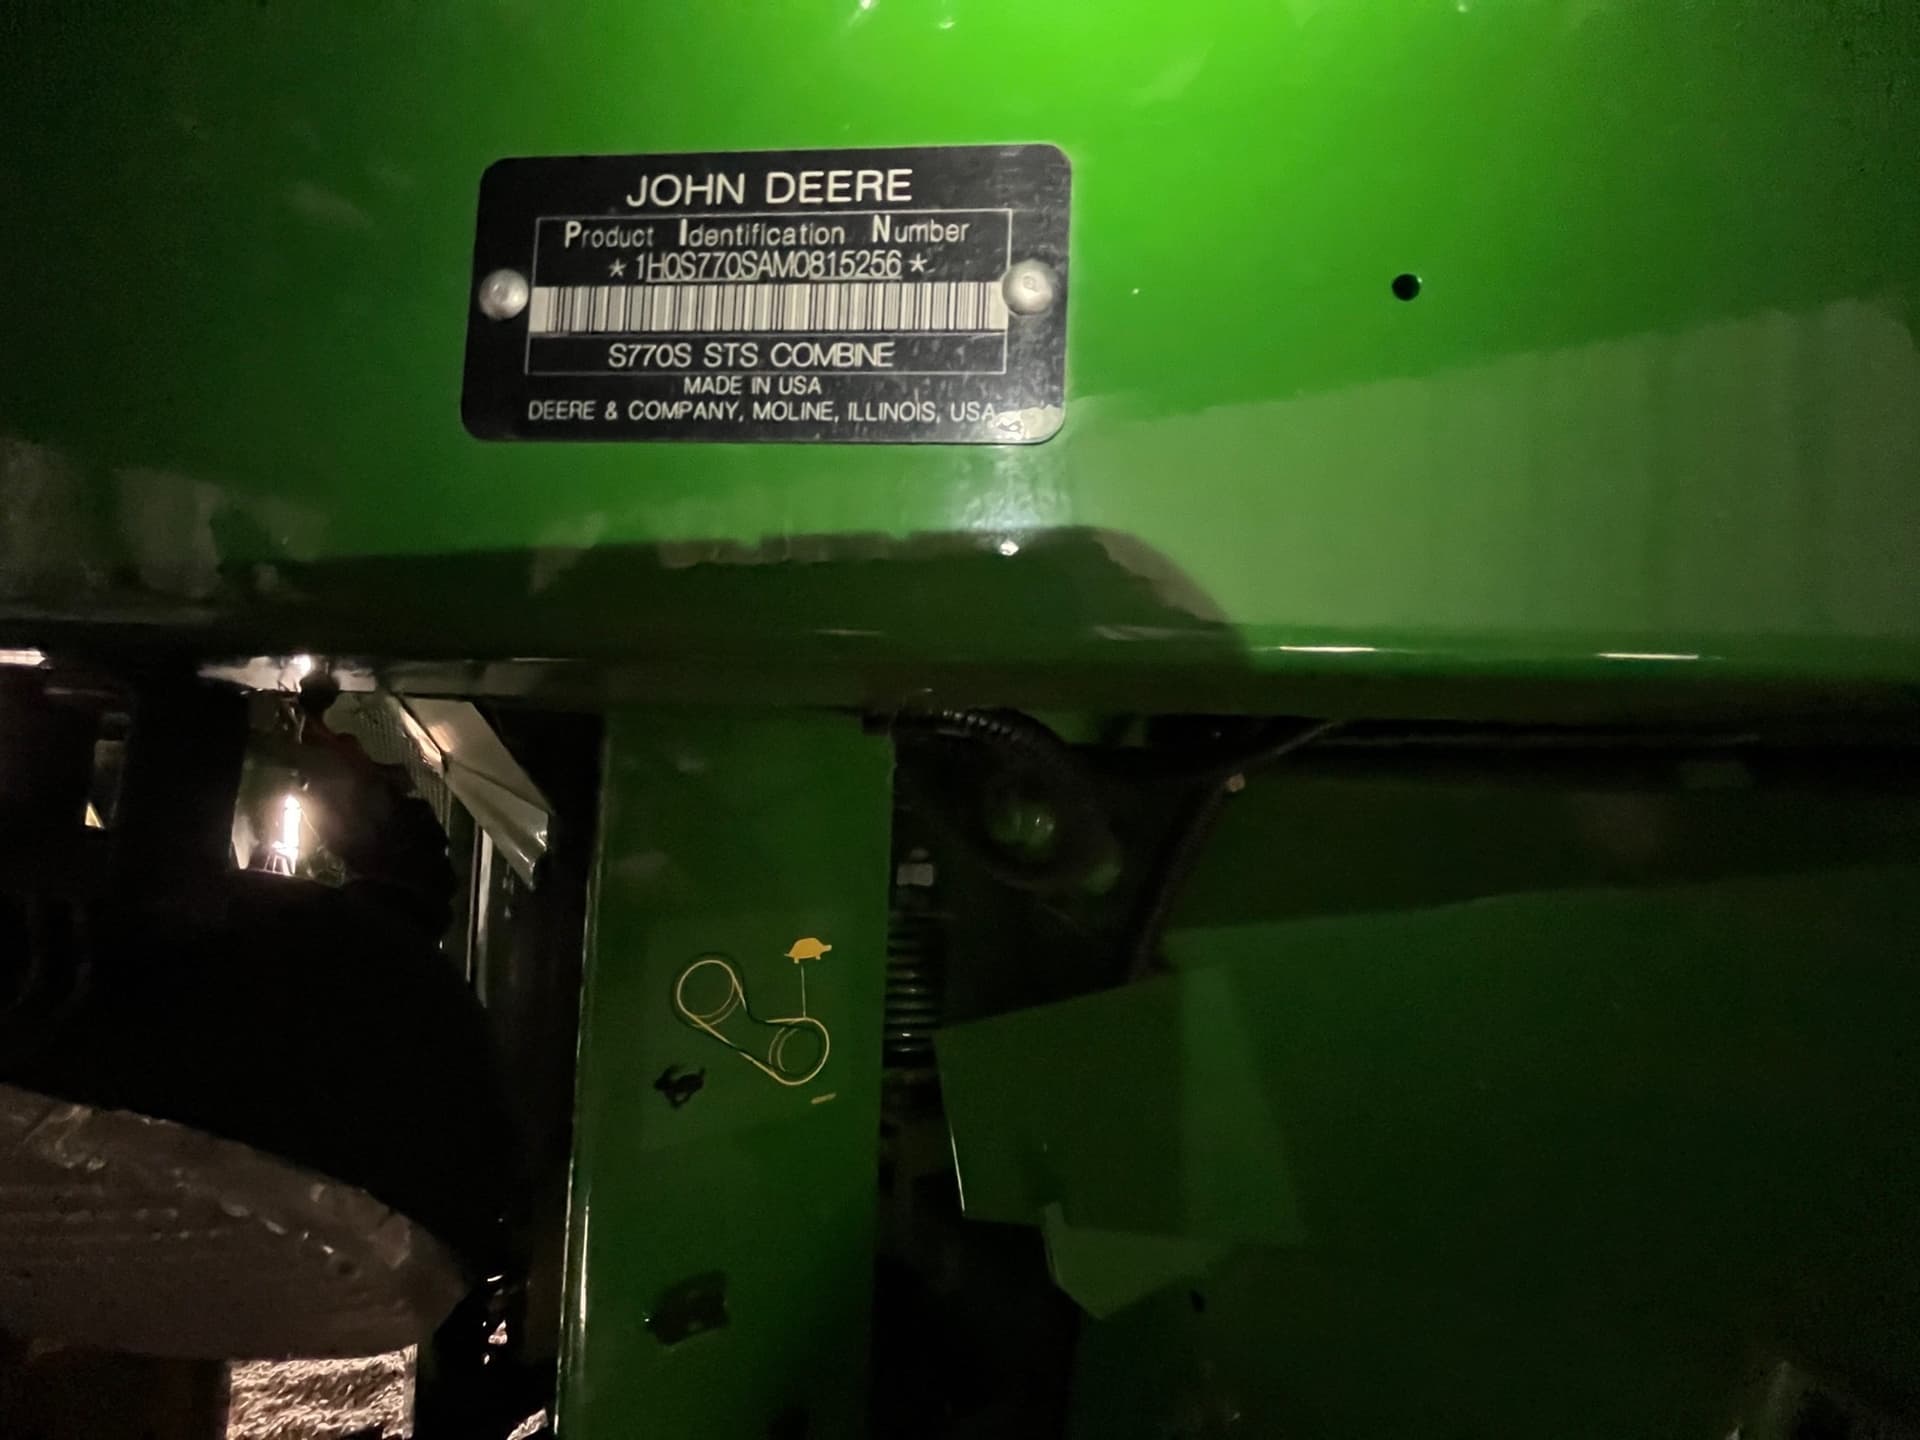 JOHN DEERE
Product Identification Number
*1H0S770SAM0815256*
S770S STS COMBINE
MADE IN USA
DEERE & COMPANY, MOLINE, ILLINOIS, USA